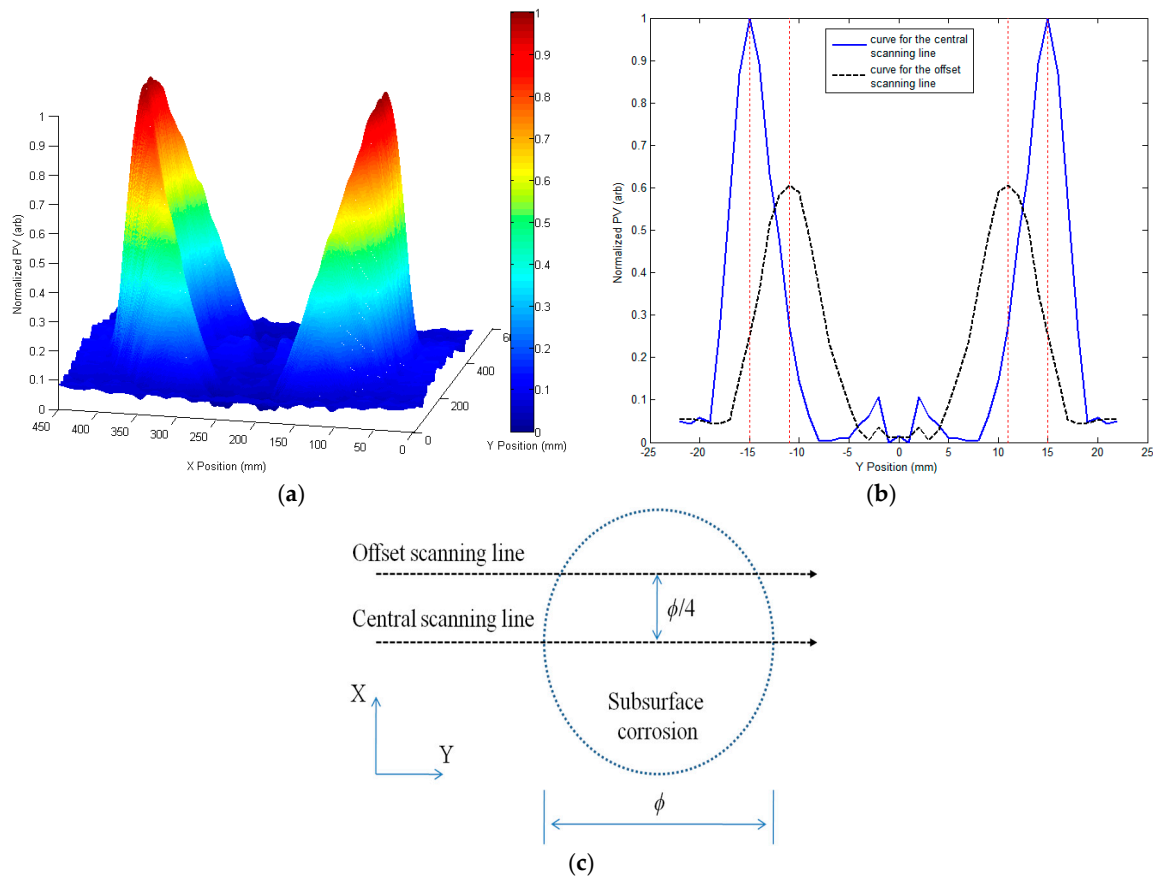 1
0.9
0.8
0.7
0.6
0.5
0.4
0.3
0.2
0.1
0
Normalized PV (arb)
450
400
350
300
250
200
150
100
50
0
X Position (mm)
0
200
400
Y Position (mm)
1
0.9
0.8
0.7
0.6
0.5
0.4
0.3
0.2
0.1
0
(a)
1
0.9
0.8
0.7
0.6
0.5
0.4
0.3
0.2
0.1
0
Normalized PV (arb)
curve for the central
scanning line
curve for the offset
scanning line
-25
-20
-15
-10
-5
0
5
10
15
20
25
Y Position (mm)
(b)
Offset scanning line
ϕ/4
Central scanning line
X
Y
Subsurface
corrosion
ϕ
(c)